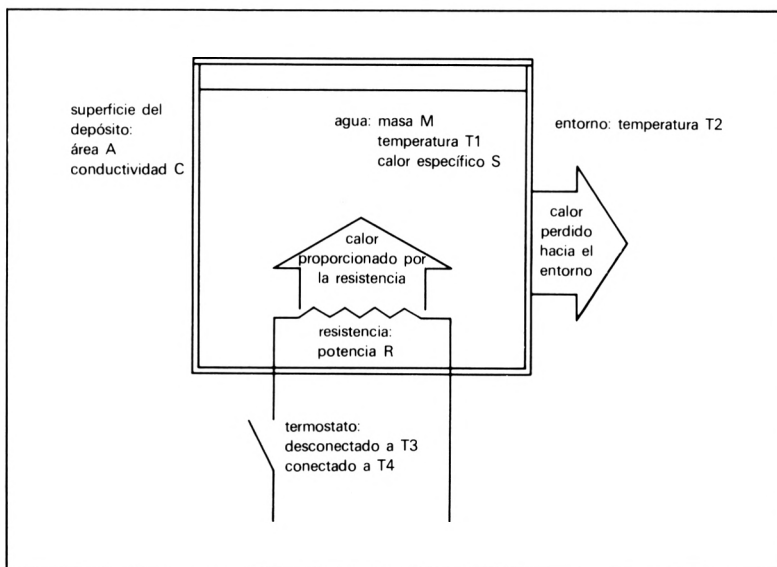 superficie del
depósito:
área A
conductividad C
agua: masa M
temperatura T1
calor específico S
entorno: temperatura T2
calor
perdido
hacia el
entorno
calor
proporcionado por
la resistencia
resistencia:
potencia R
termostato:
desconectado a T3
conectado a T4